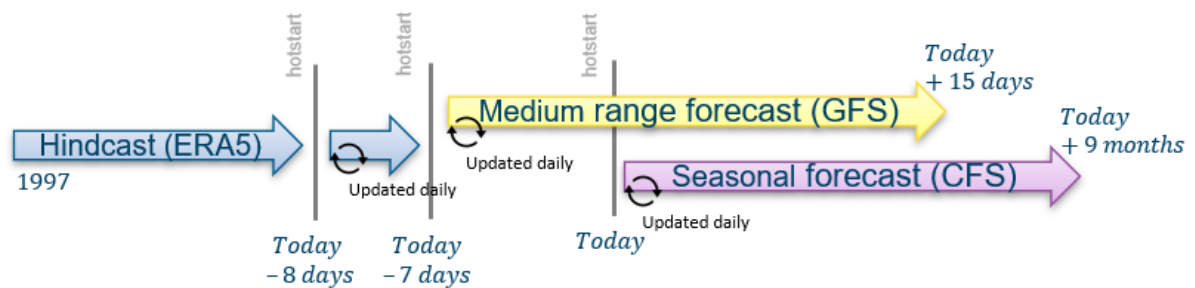 hotstart
hotstart
hotstart
Today
+ 15 days
Medium range forecast (GFS)
Today
+ 9 months
Hindcast (ERA5)
Updated daily
1997
Updated daily
Seasonal forecast (CFS)
Updated daily
Today
– 8 days
Today
– 7 days
Today